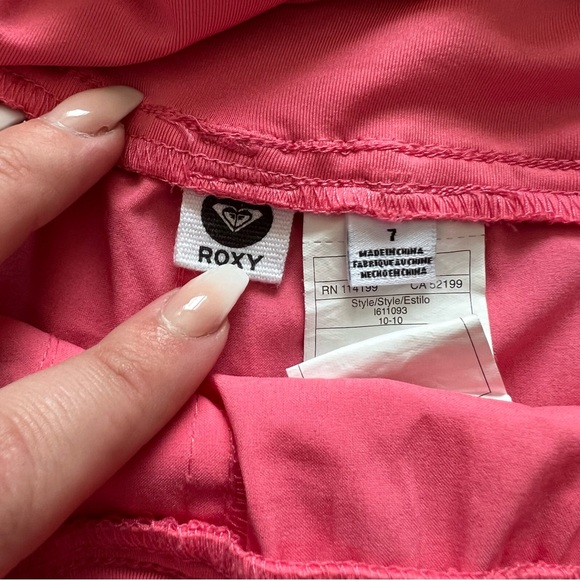 ROXY
7
MADE IN CHINA
FABRIQUE AU CHINE
HECHO EN CHINA
RN 114199 CA 52199
Style/Style/Estilo
I611093
10-10